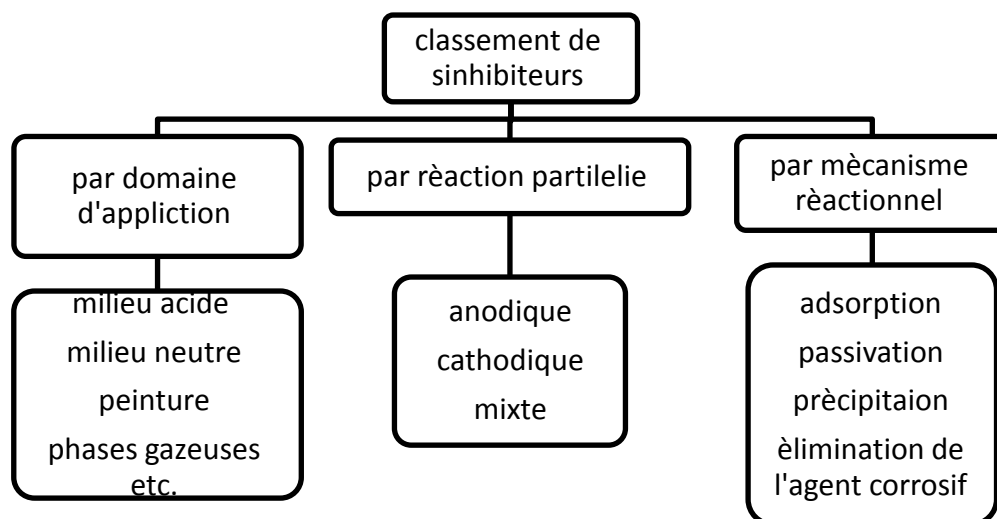 classement de
sinhibiteurs
par domaine
d'appliction
par rèaction partilelie
par mècanisme
rèactionnel
milieu acide
milieu neutre
peinture
phases gazeuses
etc.
anodique
cathodique
mixte
adsorption
passivation
prècipitaion
èlimination de
l'agent corrosif